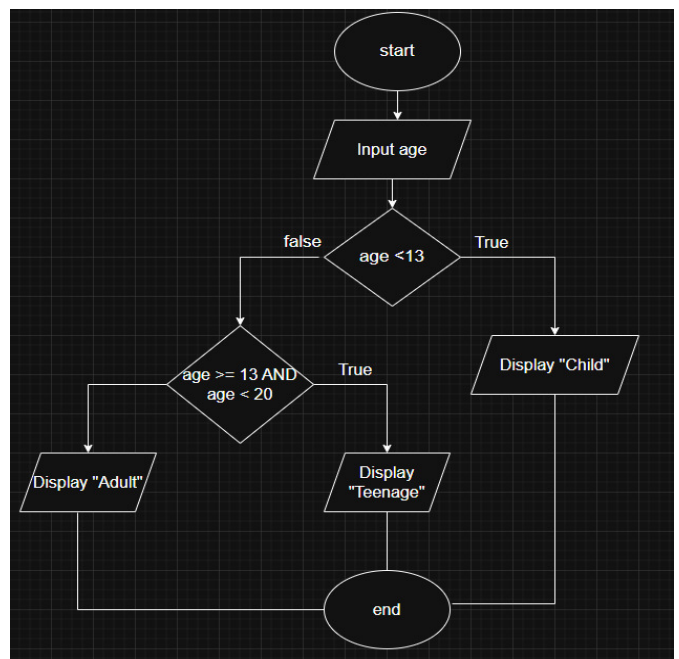 start
Input age
false
age <13
True
Display "Child"
age >= 13 AND
age < 20
True
Display "Adult"
Display
"Teenage"
end